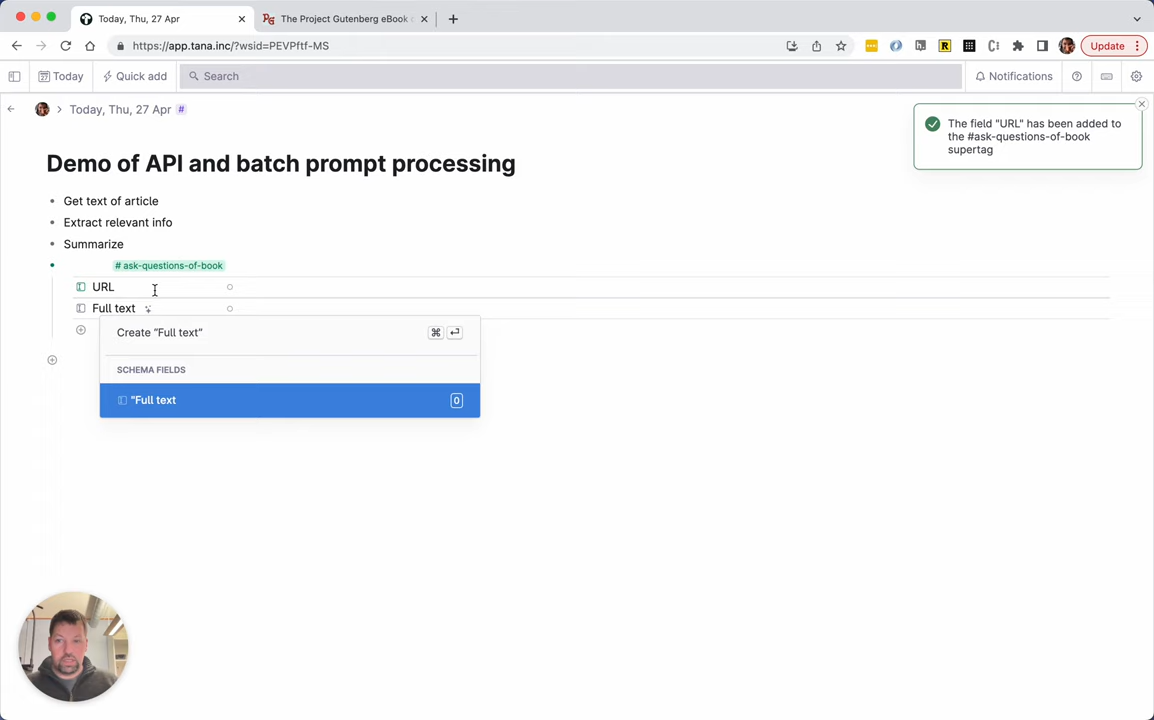 Today, Thu, 27 Apr
The Project Gutenberg eBook
https://app.tana.inc/?wsid=PEVPftf-MS
Update
Today
Quick add
Search
Notifications
Today, Thu, 27 Apr #
The field "URL" has been added to
the #ask-questions-of-book
supertag
Demo of API and batch prompt processing
Get text of article
Extract relevant info
Summarize
# ask-questions-of-book
URL
Full text
Create "Full text"
⌘
SCHEMA FIELDS
"Full text
0